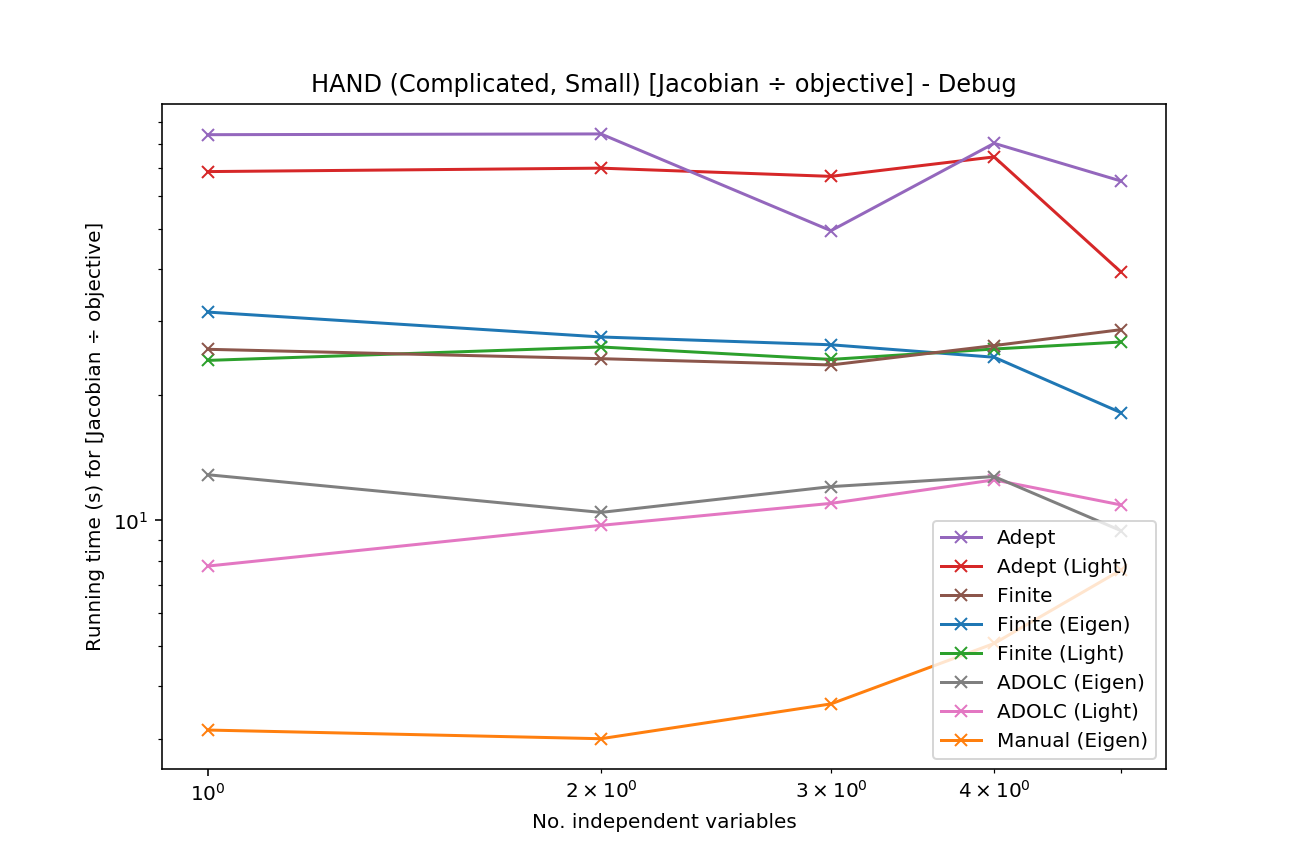 HAND (Complicated, Small) [Jacobian ÷ objective] - Debug
Running time (s) for [Jacobian ÷ objective]
10¹
Adept
Adept (Light)
Finite
Finite (Eigen)
Finite (Light)
ADOLC (Eigen)
ADOLC (Light)
Manual (Eigen)
10⁰ 2 × 10⁰ 3 × 10⁰ 4 × 10⁰
No. independent variables